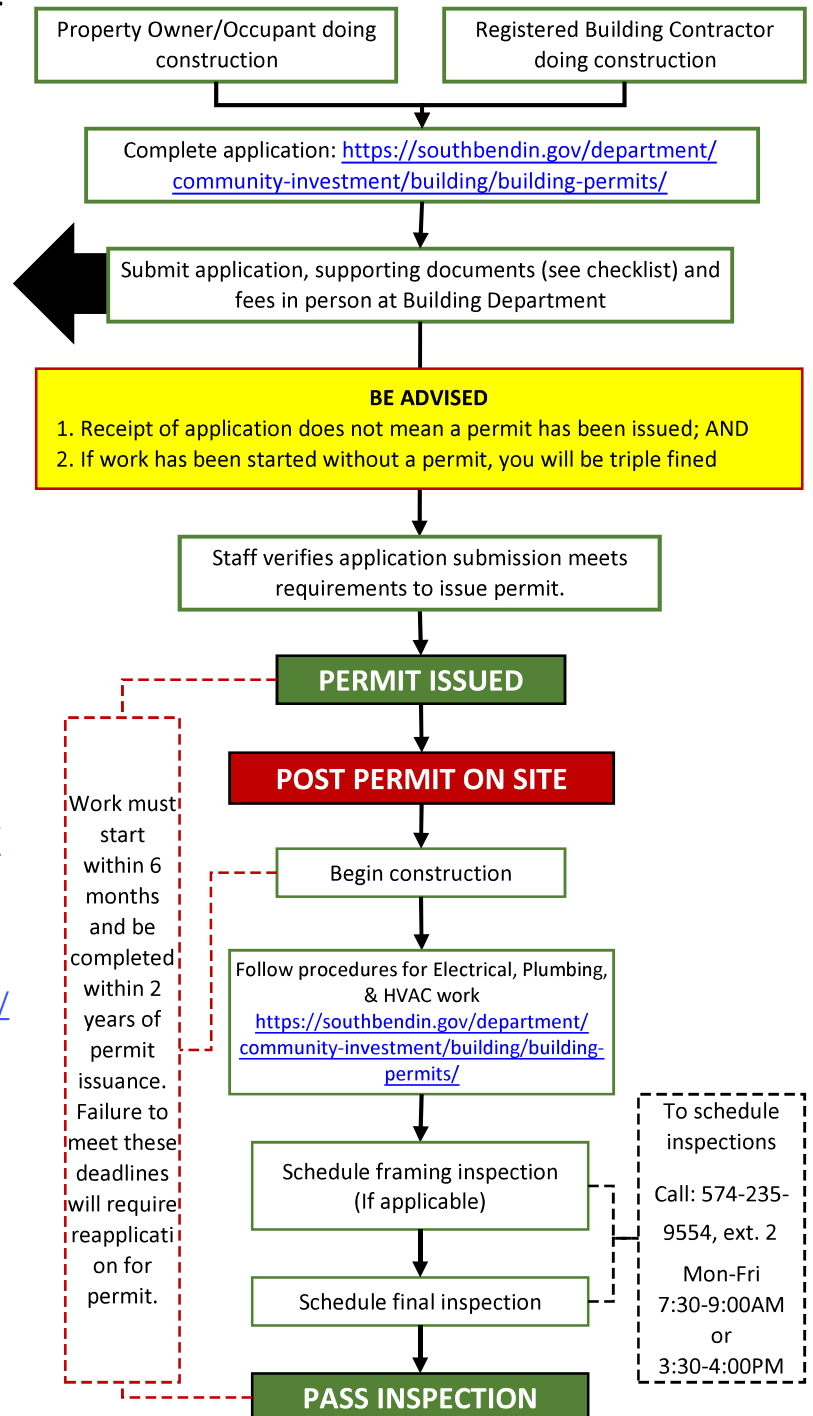 Property Owner/Occupant doing
construction
Registered Building Contractor
doing construction
Complete application: https://southbendin.gov/department/
community-investment/building/building-permits/
Submit application, supporting documents (see checklist) and
fees in person at Building Department
BE ADVISED
1. Receipt of application does not mean a permit has been issued; AND
2. If work has been started without a permit, you will be triple fined
Staff verifies application submission meets
requirements to issue permit.
PERMIT ISSUED
POST PERMIT ON SITE
Work must
start
within 6
months
and be
completed
within 2
years of
permit
issuance.
Failure to
meet these
deadlines
will require
reapplicati
on for
permit.
Begin construction
Follow procedures for Electrical, Plumbing,
& HVAC work
https://southbendin.gov/department/
community-investment/building/building-
permits/
Schedule framing inspection
(If applicable)
Schedule final inspection
To schedule
inspections
Call: 574-235-
9554, ext. 2
Mon-Fri
7:30-9:00AM
or
3:30-4:00PM
PASS INSPECTION
/